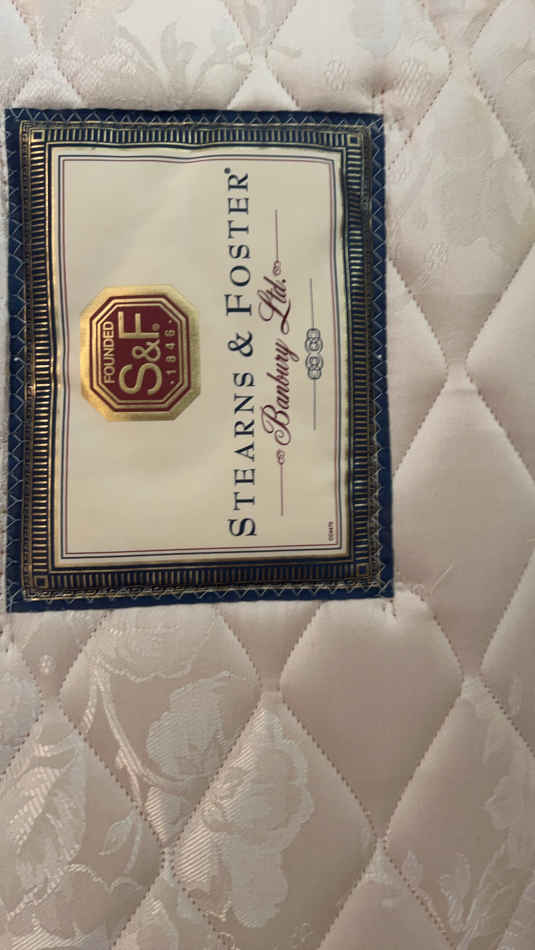 FOUNDED
S&F®
·1846·
STEARNS & FOSTER®
Banbury Ltd.